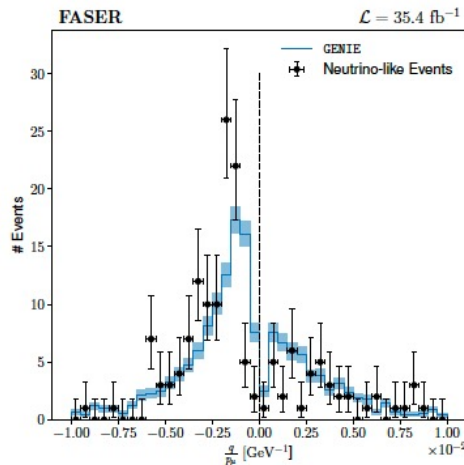 FASER L = 35.4 fb⁻¹
GENIE
Neutrino-like Events
# Events
30
25
20
15
10
5
0
-1.00 -0.75 -0.50 -0.25 0.00 0.25 0.50 0.75 1.00
×10⁻²
q/pμ [GeV⁻¹]